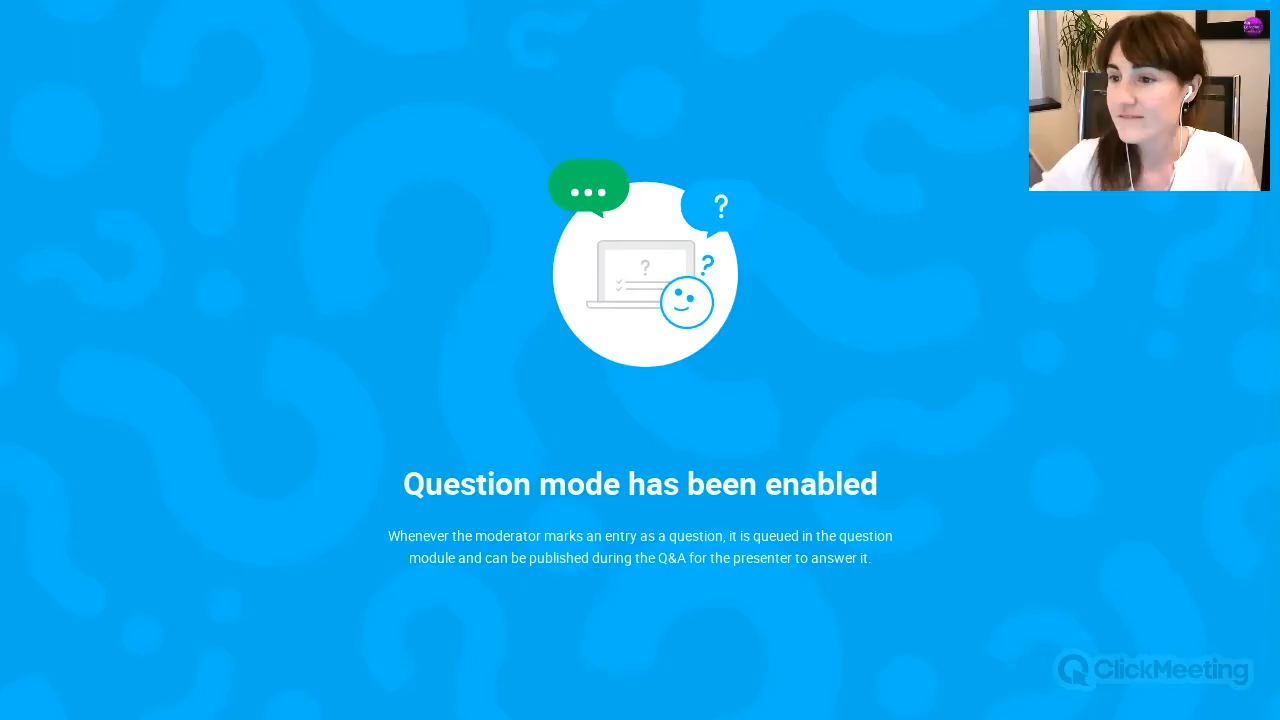 Question mode has been enabled
Whenever the moderator marks an entry as a question, it is queued in the question
module and can be published during the Q&A for the presenter to answer it.
ClickMeeting